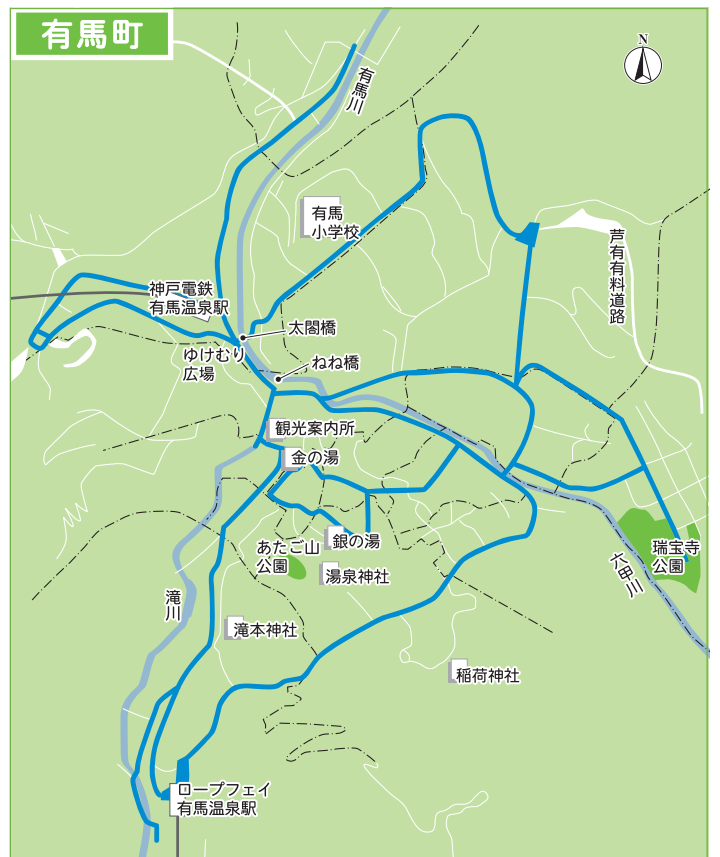 有馬町
N
有馬川
有馬
小学校
芦有有料道路
神戸電鉄
有馬温泉駅
太閤橋
ゆけむり
広場
ねね橋
観光案内所
金の湯
銀の湯
あたご山
公園
湯泉神社
瑞宝寺
公園
六甲川
滝川
滝本神社
稲荷神社
ロープフェイ
有馬温泉駅